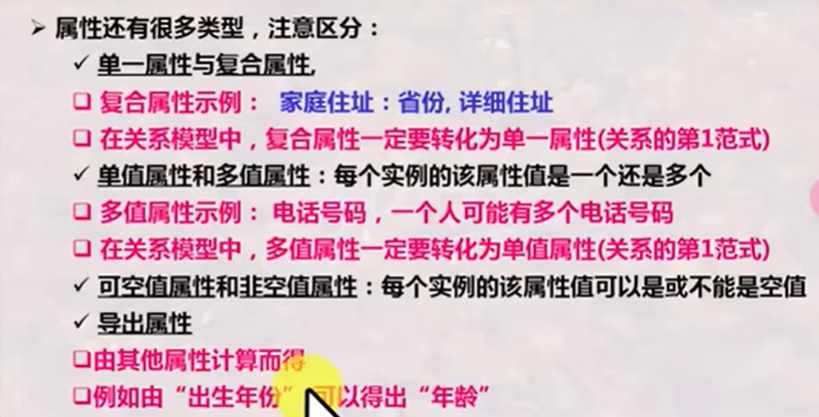 ➢ 属性还有很多类型，注意区分：
✓ 单一属性与复合属性,
❑ 复合属性示例： 家庭住址：省份, 详细住址
❑ 在关系模型中，复合属性一定要转化为单一属性(关系的第1范式)
✓ 单值属性和多值属性：每个实例的该属性值是一个还是多个
❑ 多值属性示例： 电话号码，一个人可能有多个电话号码
❑ 在关系模型中，多值属性一定要转化为单值属性(关系的第1范式)
✓ 可空值属性和非空值属性：每个实例的该属性值可以是或不能是空值
✓ 导出属性
❑由其他属性计算而得
❑例如由“出生年份” 可以得出“年龄”